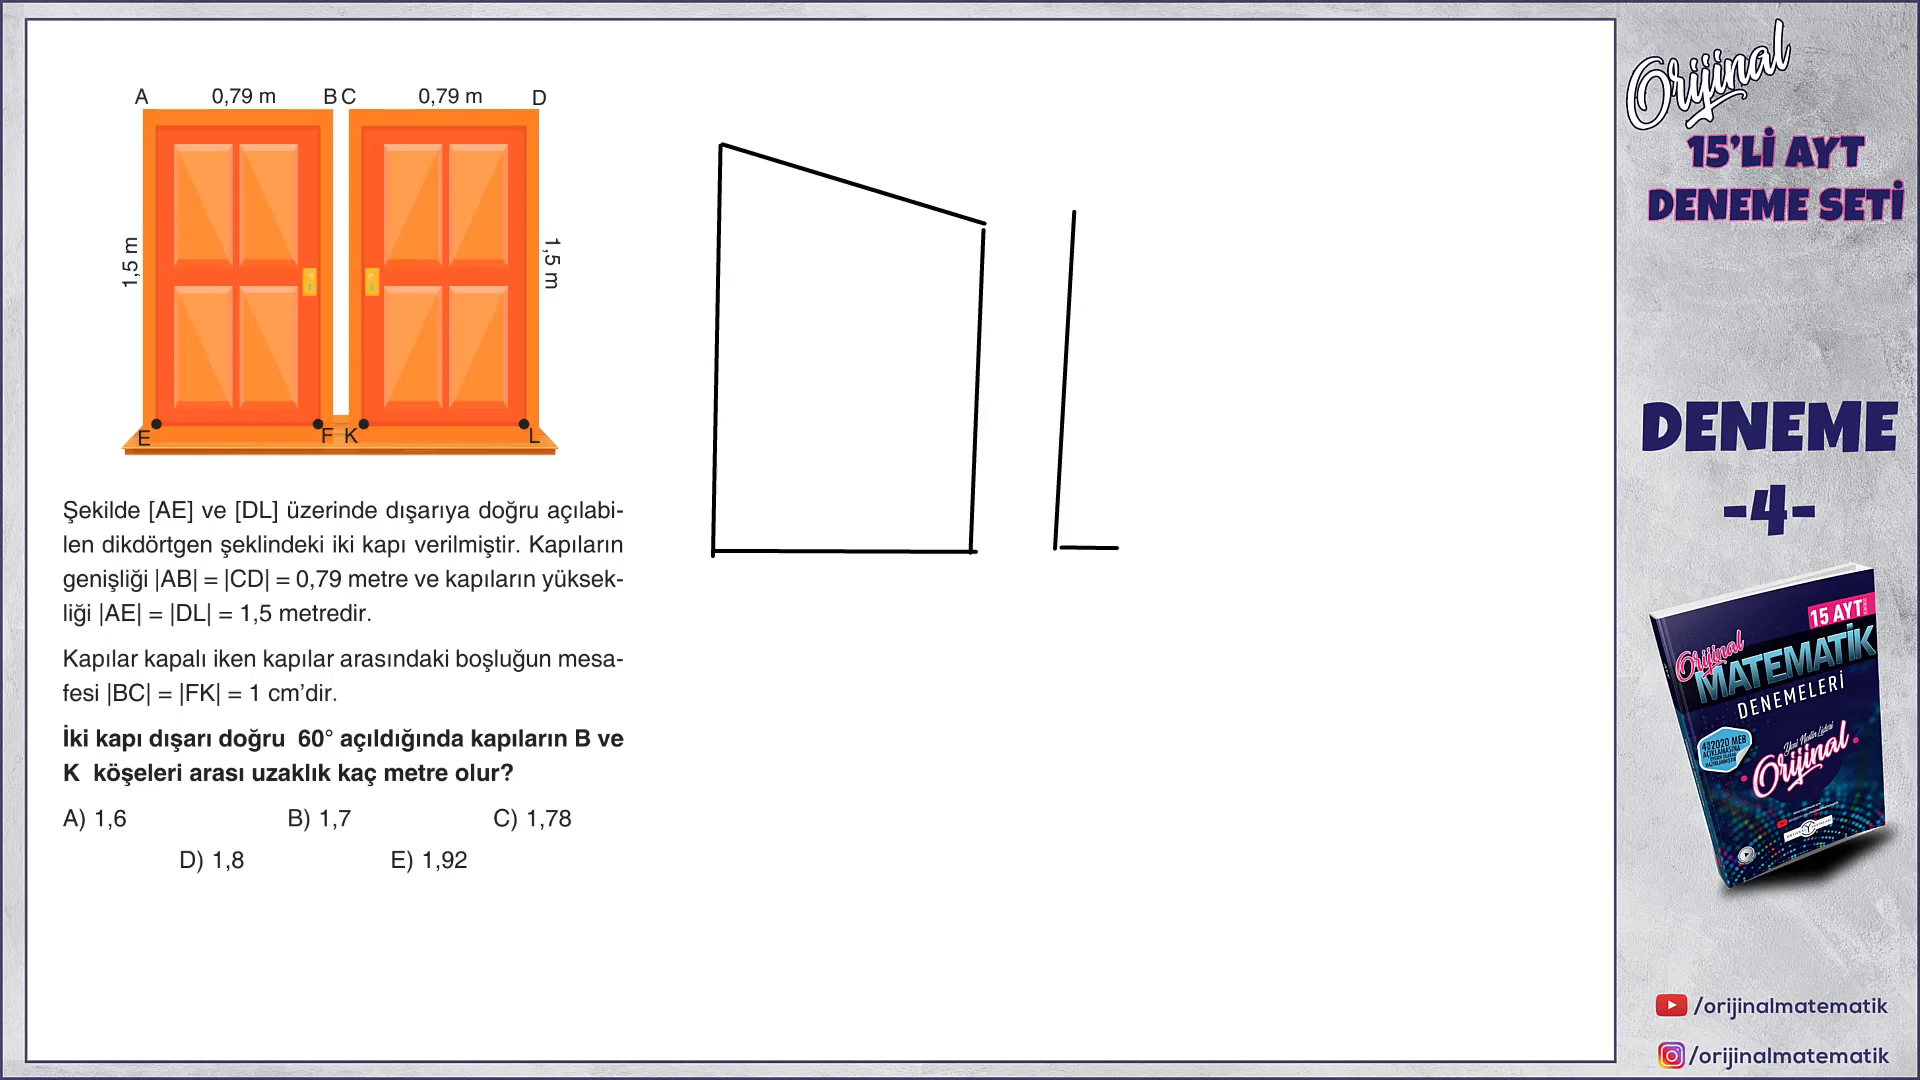 A 0,79 m B C 0,79 m D
1,5 m
1,5 m
E F K L
Şekilde [AE] ve [DL] üzerinde dışarıya doğru açılabi-
len dikdörtgen şeklindeki iki kapı verilmiştir. Kapıların
genişliği |AB| = |CD| = 0,79 metre ve kapıların yüksek-
liği |AE| = |DL| = 1,5 metredir.
Kapılar kapalı iken kapılar arasındaki boşluğun mesa-
fesi |BC| = |FK| = 1 cm’dir.
İki kapı dışarı doğru 60° açıldığında kapıların B ve
K köşeleri arası uzaklık kaç metre olur?
A) 1,6 B) 1,7 C) 1,78
D) 1,8 E) 1,92
Orijinal
15’Lİ AYT
DENEME SETİ
DENEME
-4-
15 AYT
Orijinal
MATEMATİK
DENEMELERİ
Orijinal
/orijinalmatematik
/orijinalmatematik